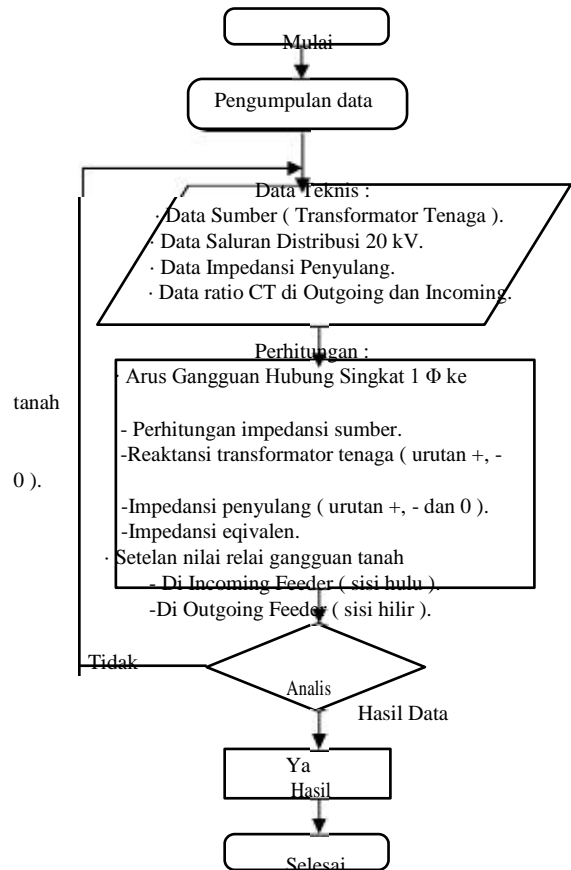 Mulai
Pengumpulan data
Data Teknis :
· Data Sumber ( Transformator Tenaga ).
· Data Saluran Distribusi 20 kV.
· Data Impedansi Penyulang.
· Data ratio CT di Outgoing dan Incoming.
Perhitungan :
· Arus Gangguan Hubung Singkat 1 Φ ke
tanah
- Perhitungan impedansi sumber.
-Reaktansi transformator tenaga ( urutan +, -
0 ).
-Impedansi penyulang ( urutan +, - dan 0 ).
-Impedansi eqivalen.
· Setelan nilai relai gangguan tanah
- Di Incoming Feeder ( sisi hulu ).
-Di Outgoing Feeder ( sisi hilir ).
Tidak
Analis
Hasil Data
Ya
Hasil
Selesai